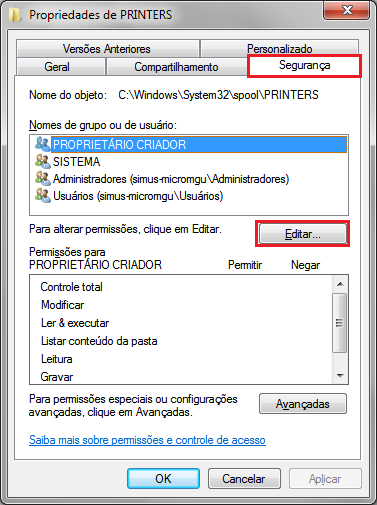 Propriedades de PRINTERS
Versões Anteriores
Personalizado
Geral
Compartilhamento
Segurança
Nome do objeto: C:\Windows\System32\spool\PRINTERS
Nomes de grupo ou de usuário:
PROPRIETÁRIO CRIADOR
SISTEMA
Administradores (simus-micromgu\Administradores)
Usuários (simus-micromgu\Usuários)
Para alterar permissões, clique em Editar.
Editar...
Permissões para
PROPRIETÁRIO CRIADOR Permitir Negar
Controle total
Modificar
Ler & executar
Listar conteúdo da pasta
Leitura
Gravar
Para permissões especiais ou configurações
avançadas, clique em Avançadas.
Avançadas
Saiba mais sobre permissões e controle de acesso
OK
Cancelar
Aplicar